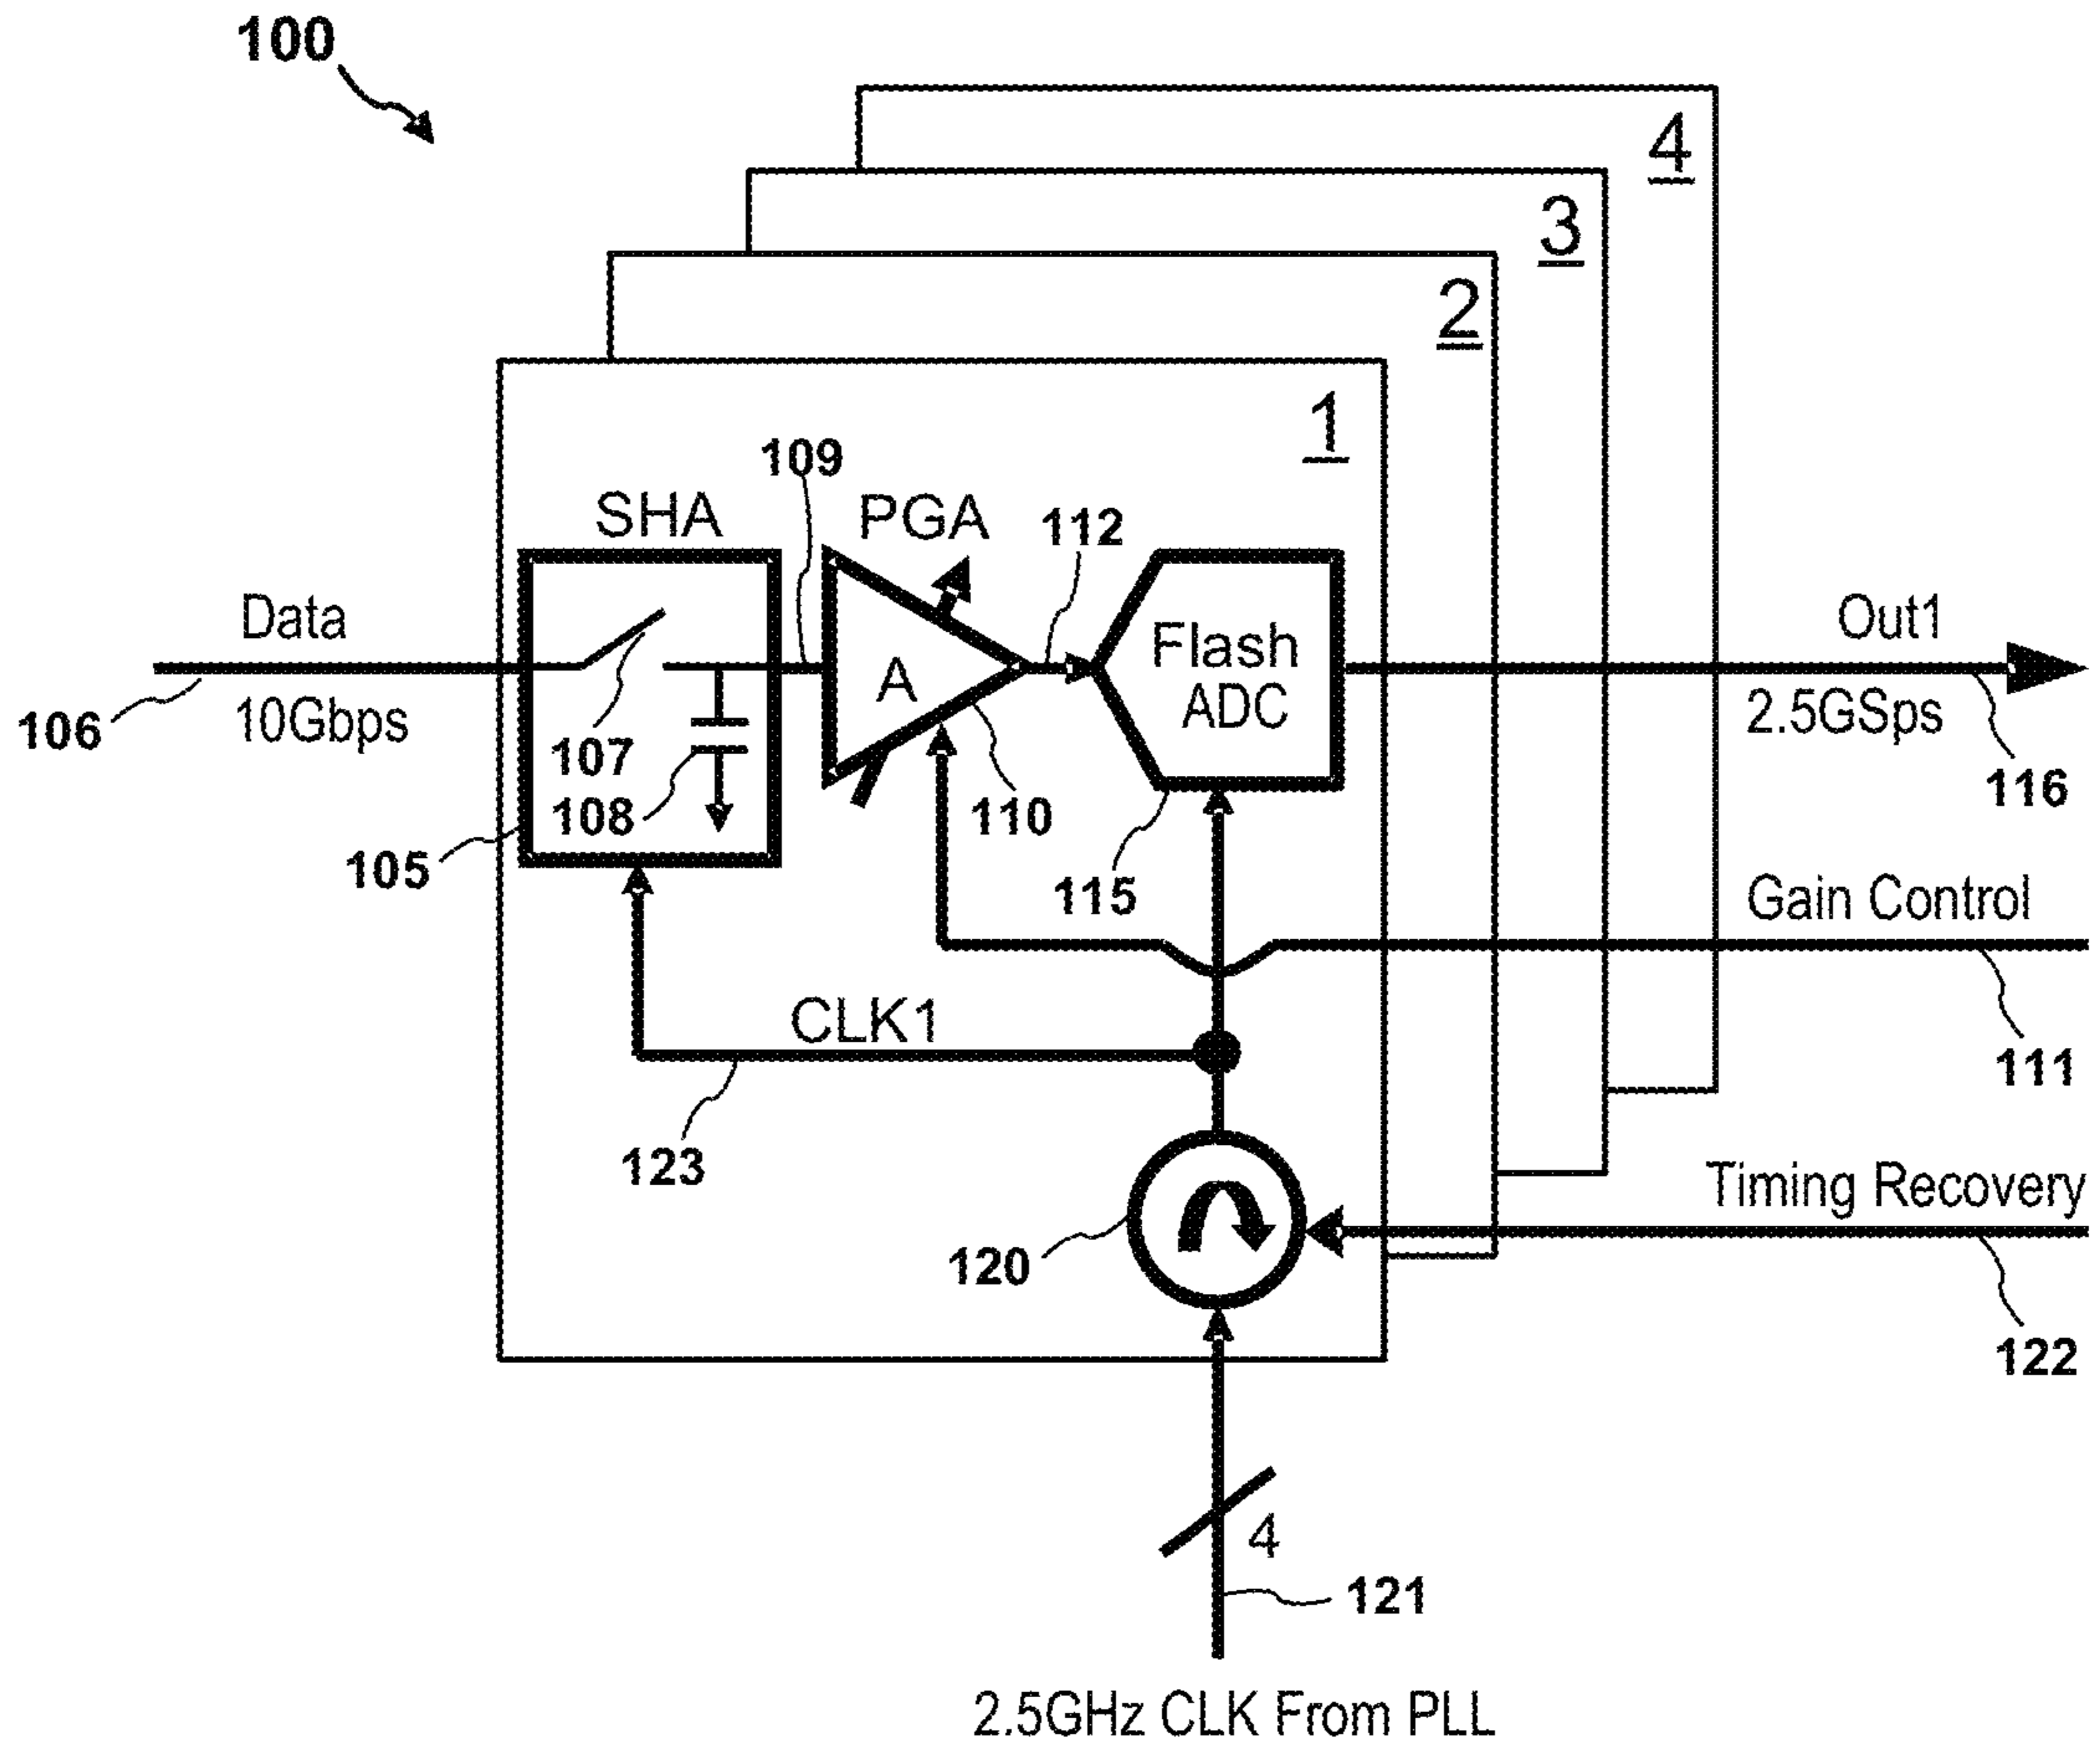 100
4
3
2
1
109
SHA
PGA
112
Data
Flash
ADC
Out1
A
106
10Gbps
107
2.5GSps
108
110
116
105
115
Gain Control
CLK1
111
123
Timing Recovery
120
122
4
121
2.5GHz CLK From PLL